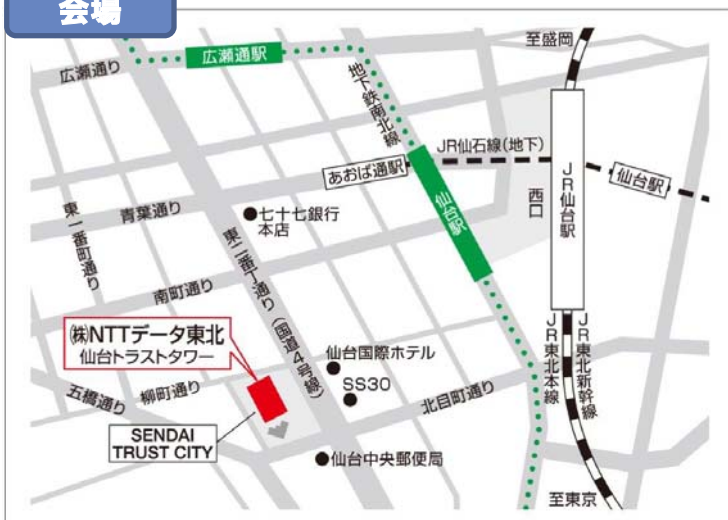 会場
至盛岡
広瀬通り
広瀬通駅
地下鉄南北線
JR仙石線（地下）
あおば通駅
仙台駅
西口
JR仙台駅
仙台駅
青葉通り
七十七銀行
本店
東一番町通り
東二番丁通り（国道4号線）
南町通り
㈱NTTデータ東北
仙台トラストタワー
仙台国際ホテル
SS30
JR東北本線
JR東北新幹線
五橋通り
柳町通り
北目町通り
SENDAI
TRUST CITY
仙台中央郵便局
至東京